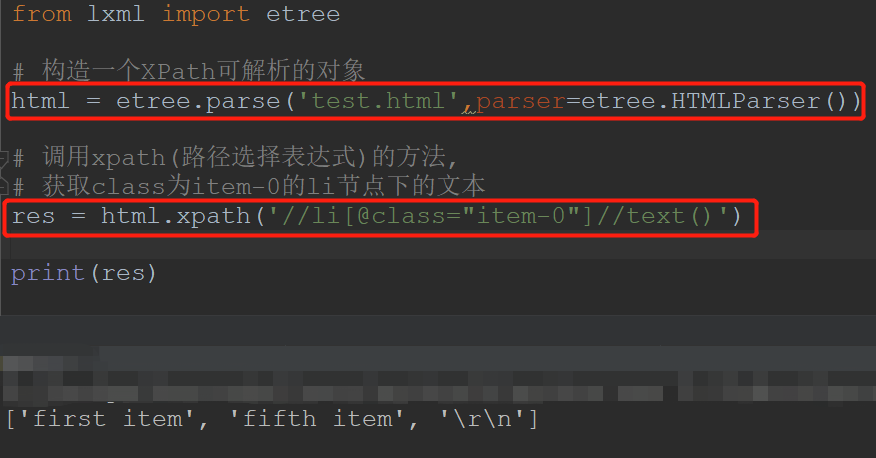 from lxml import etree
# 构造一个XPath可解析的对象
html = etree.parse('test.html',parser=etree.HTMLParser())
# 调用xpath(路径选择表达式)的方法,
# 获取class为item-0的li节点下的文本
res = html.xpath('//li[@class="item-0"]//text()')
print(res)
['first item', 'fifth item', '\r\n']